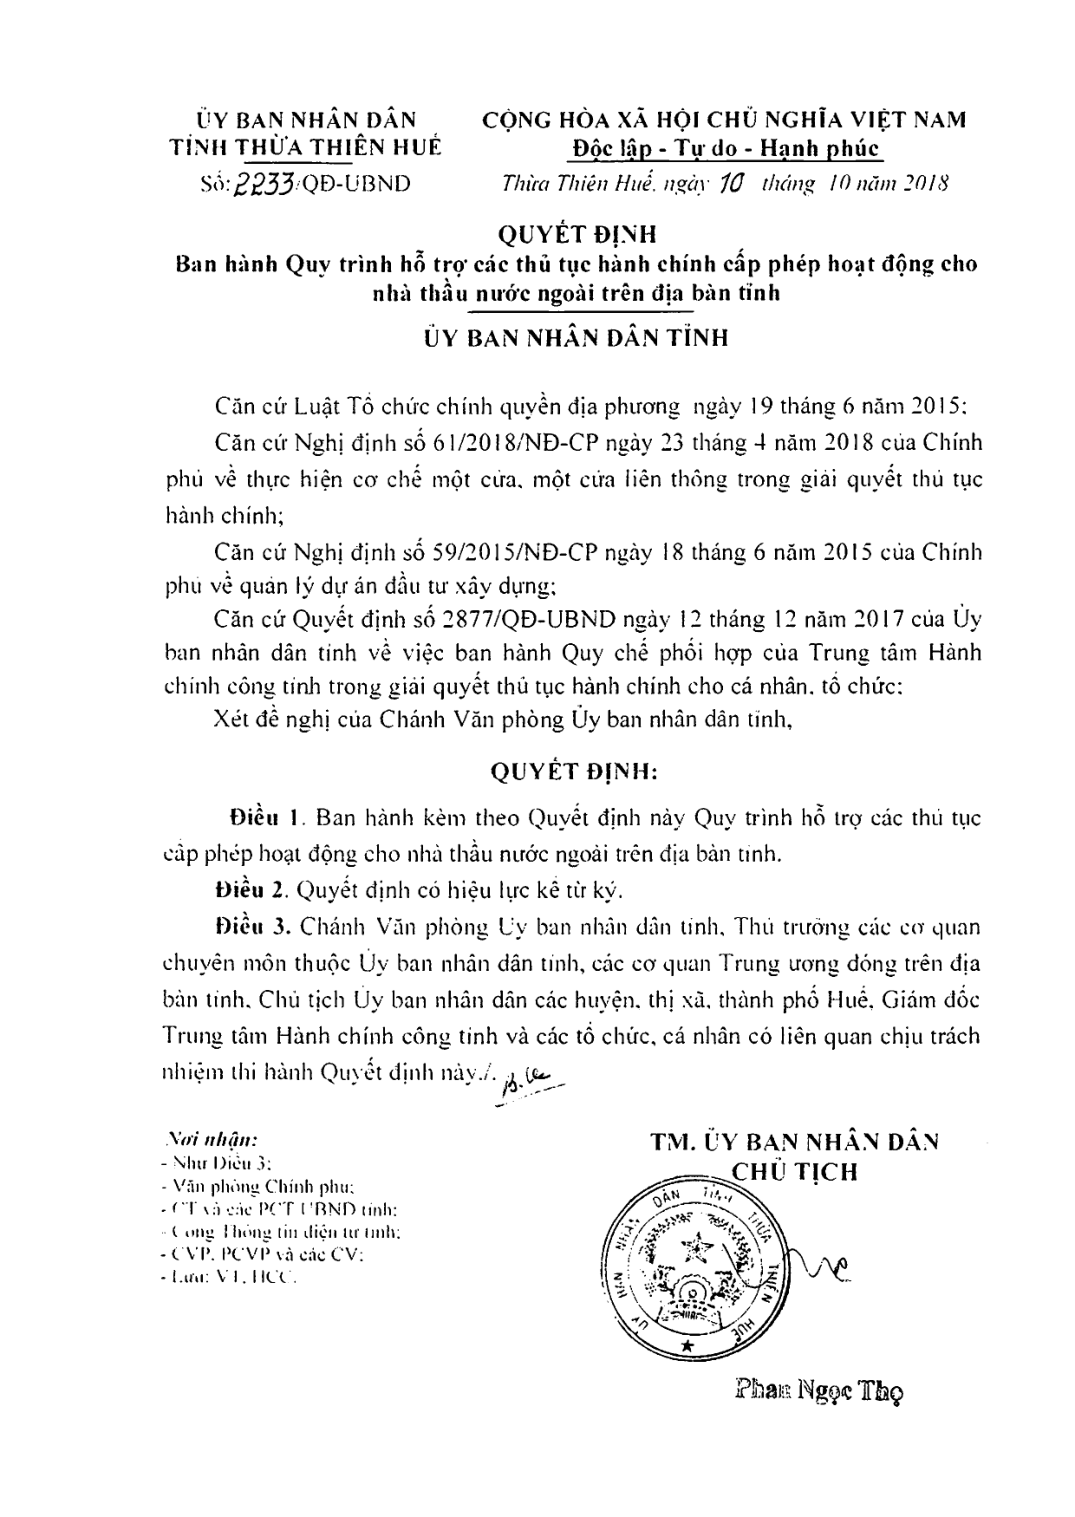 ỦY BAN NHÂN DÂN
TỈNH THỪA THIÊN HUẾ
Số: 2233/QĐ-UBND
CỘNG HÒA XÃ HỘI CHỦ NGHĨA VIỆT NAM
Độc lập - Tự do - Hạnh phúc
Thừa Thiên Huế, ngày 10 tháng 10 năm 2018
QUYẾT ĐỊNH
Ban hành Quy trình hỗ trợ các thủ tục hành chính cấp phép hoạt động cho
nhà thầu nước ngoài trên địa bàn tỉnh
ỦY BAN NHÂN DÂN TỈNH
Căn cứ Luật Tổ chức chính quyền địa phương ngày 19 tháng 6 năm 2015;
Căn cứ Nghị định số 61/2018/NĐ-CP ngày 23 tháng 4 năm 2018 của Chính
phủ về thực hiện cơ chế một cửa, một cửa liên thông trong giải quyết thủ tục
hành chính;
Căn cứ Nghị định số 59/2015/NĐ-CP ngày 18 tháng 6 năm 2015 của Chính
phủ về quản lý dự án đầu tư xây dựng;
Căn cứ Quyết định số 2877/QĐ-UBND ngày 12 tháng 12 năm 2017 của Ủy
ban nhân dân tỉnh về việc ban hành Quy chế phối hợp của Trung tâm Hành
chính công tỉnh trong giải quyết thủ tục hành chính cho cá nhân, tổ chức;
Xét đề nghị của Chánh Văn phòng Ủy ban nhân dân tỉnh,
QUYẾT ĐỊNH:
Điều 1. Ban hành kèm theo Quyết định này Quy trình hỗ trợ các thủ tục
cấp phép hoạt động cho nhà thầu nước ngoài trên địa bàn tỉnh.
Điều 2. Quyết định có hiệu lực kể từ ký.
Điều 3. Chánh Văn phòng Ủy ban nhân dân tỉnh, Thủ trưởng các cơ quan
chuyên môn thuộc Ủy ban nhân dân tỉnh, các cơ quan Trung ương đóng trên địa
bàn tỉnh, Chủ tịch Ủy ban nhân dân các huyện, thị xã, thành phố Huế, Giám đốc
Trung tâm Hành chính công tỉnh và các tổ chức, cá nhân có liên quan chịu trách
nhiệm thi hành Quyết định này./.
Nơi nhận:
- Như Điều 3;
- Văn phòng Chính phủ;
- CT và các PCT UBND tỉnh;
- Cổng Thông tin điện tử tỉnh;
- CVP, PCVP và các CV;
- Lưu: VT, HCC.
TM. ỦY BAN NHÂN DÂN
CHỦ TỊCH
ỦY BAN NHÂN DÂN TỈNH THỪA THIÊN HUẾ
Phan Ngọc Thọ